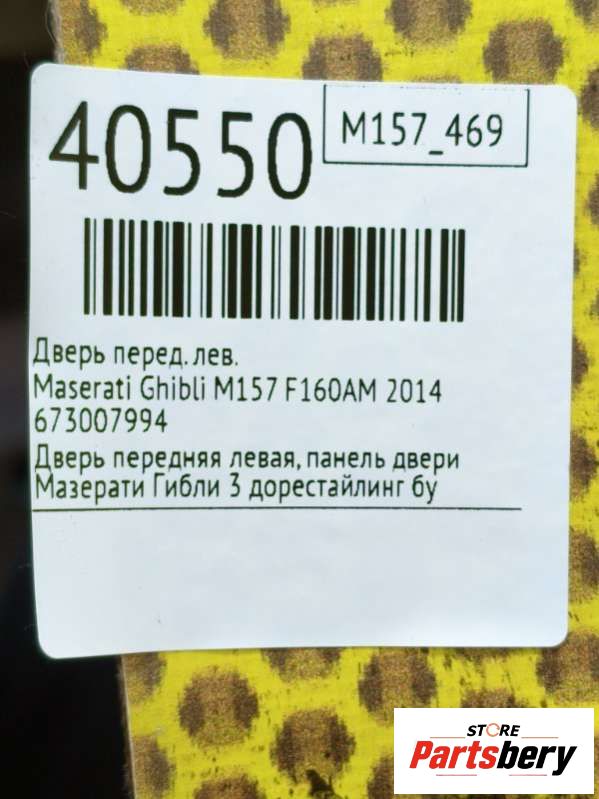 40550
M157_469
Дверь перед. лев.
Maserati Ghibli M157 F160AM 2014
673007994
Дверь передняя левая, панель двери
Мазерати Гибли 3 дорестайлинг бу
STORE
Partsbery